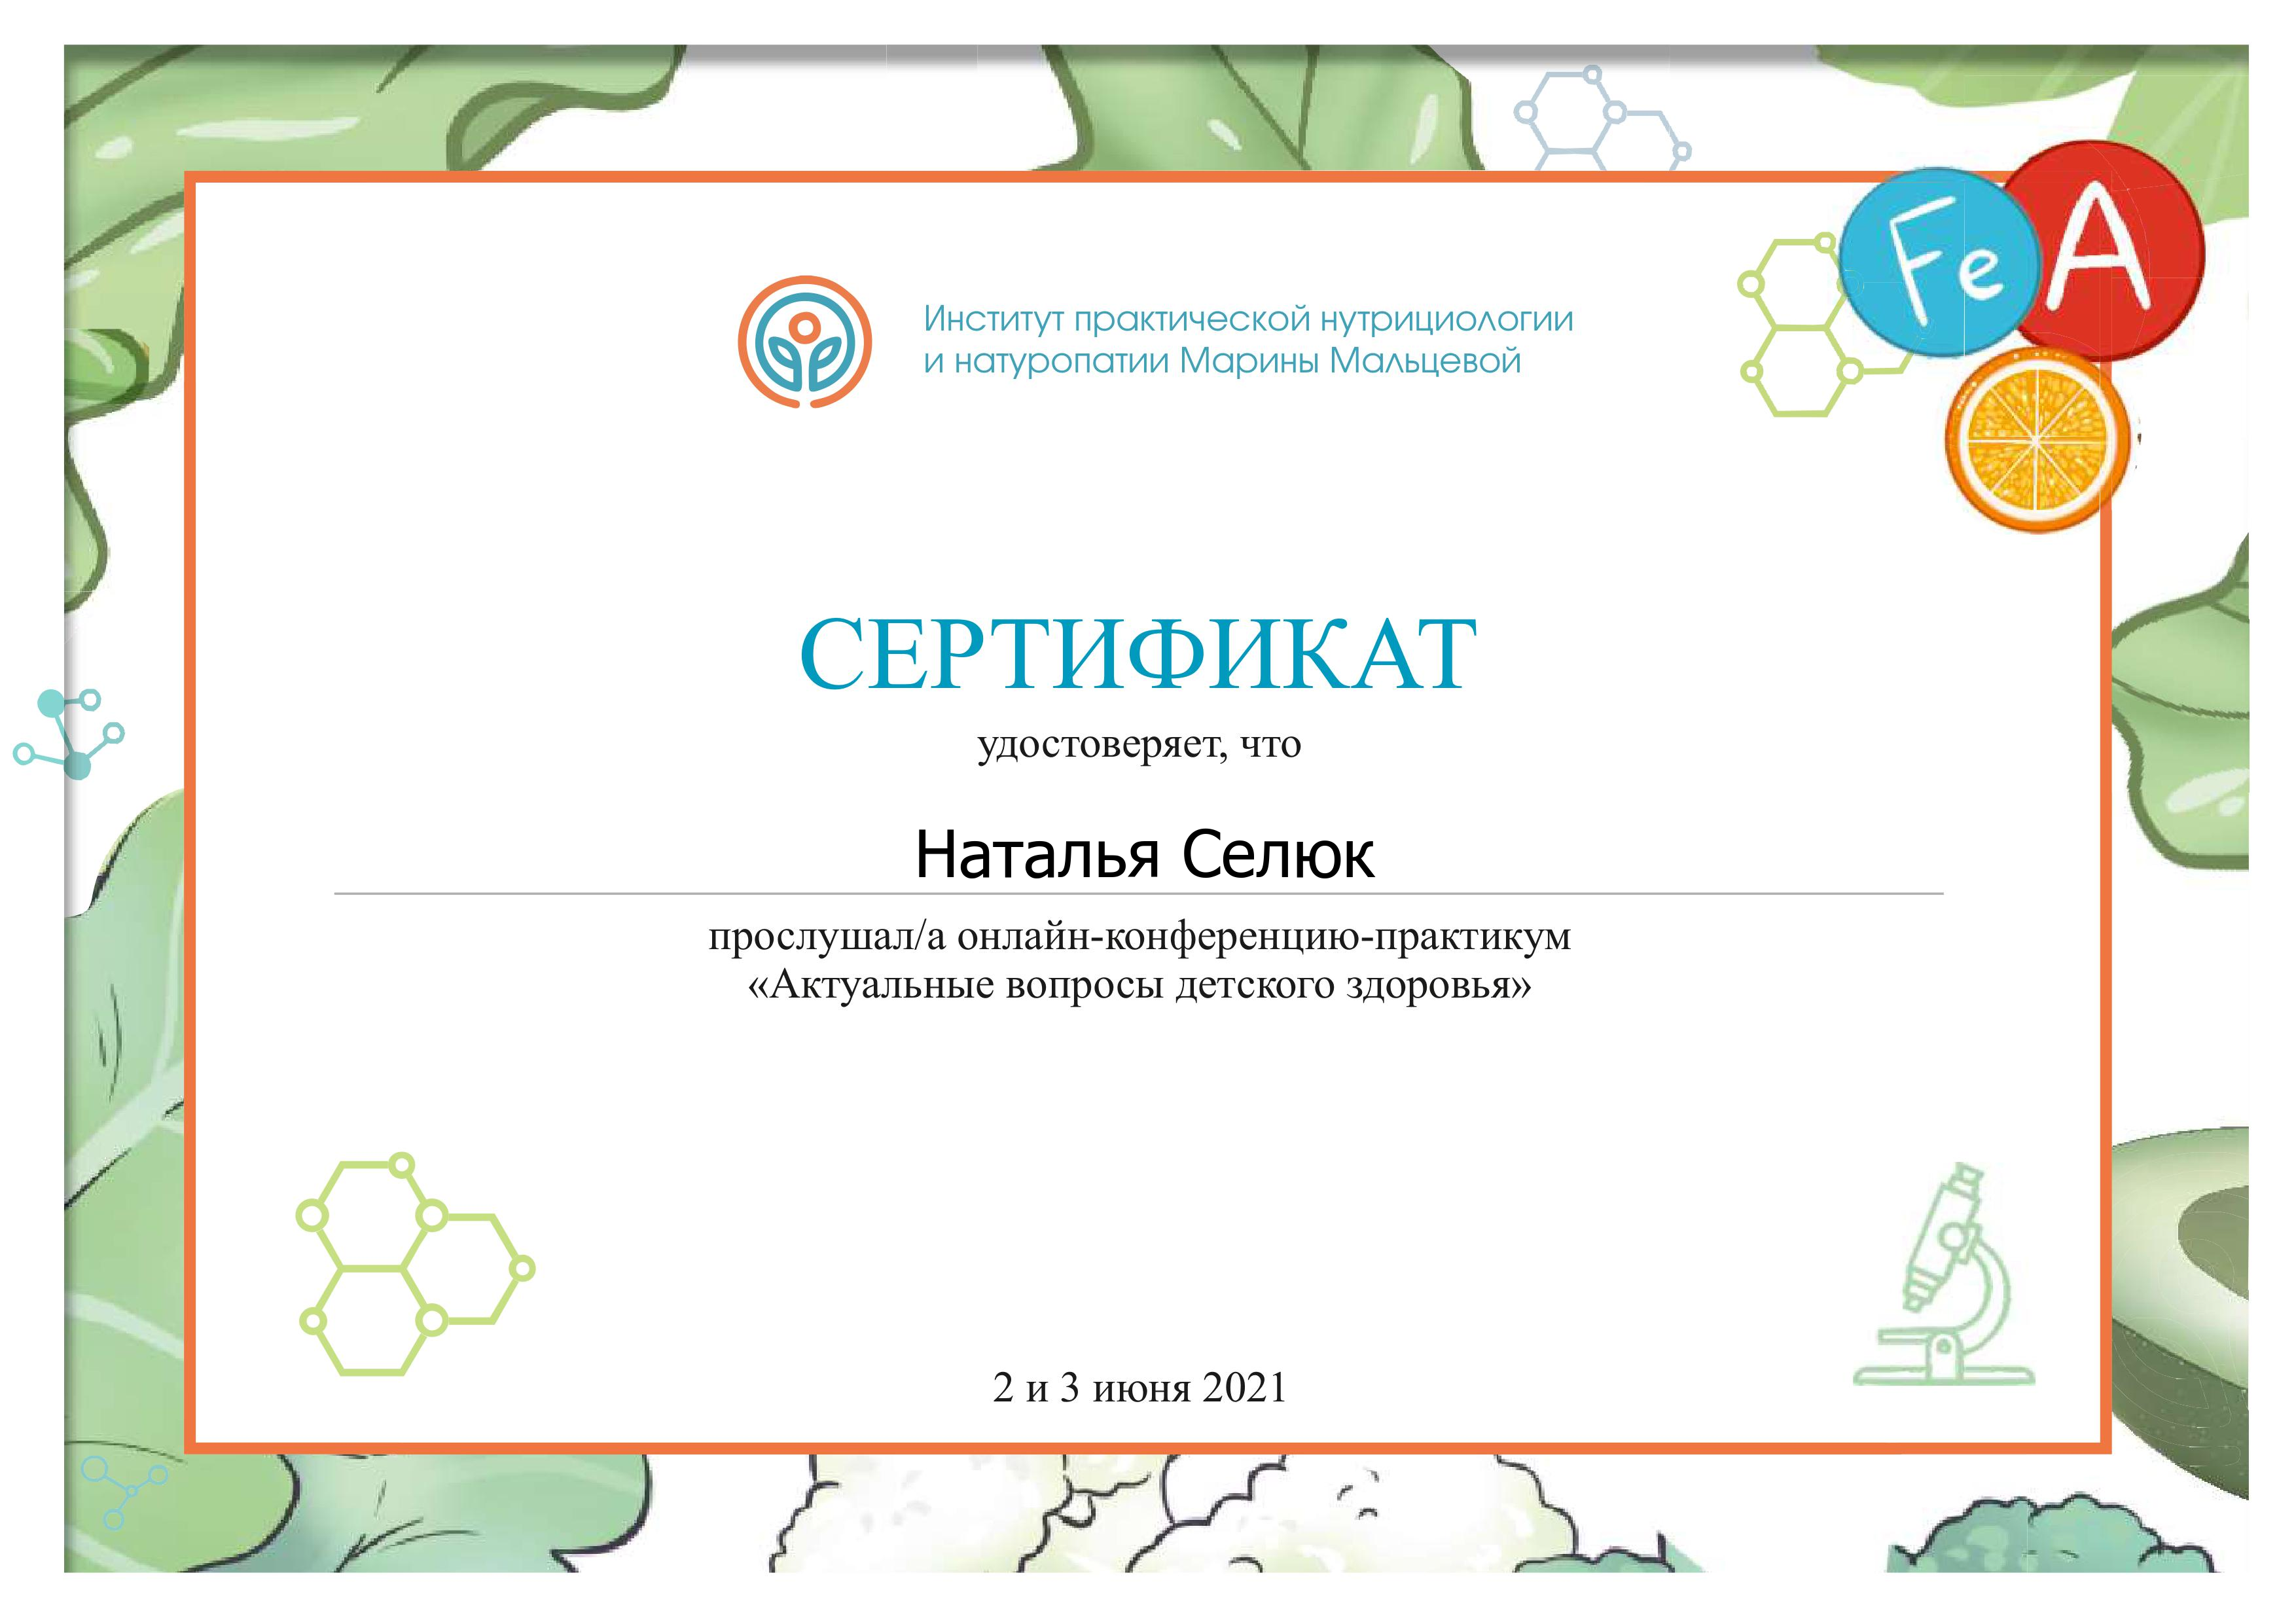 Fe
A
Институт практической нутрициологии
и натуропатии Марины Мальцевой
СЕРТИФИКАТ
удостоверяет, что
Наталья Селюк
прослушал/а онлайн-конференцию-практикум
«Актуальные вопросы детского здоровья»
2 и 3 июня 2021